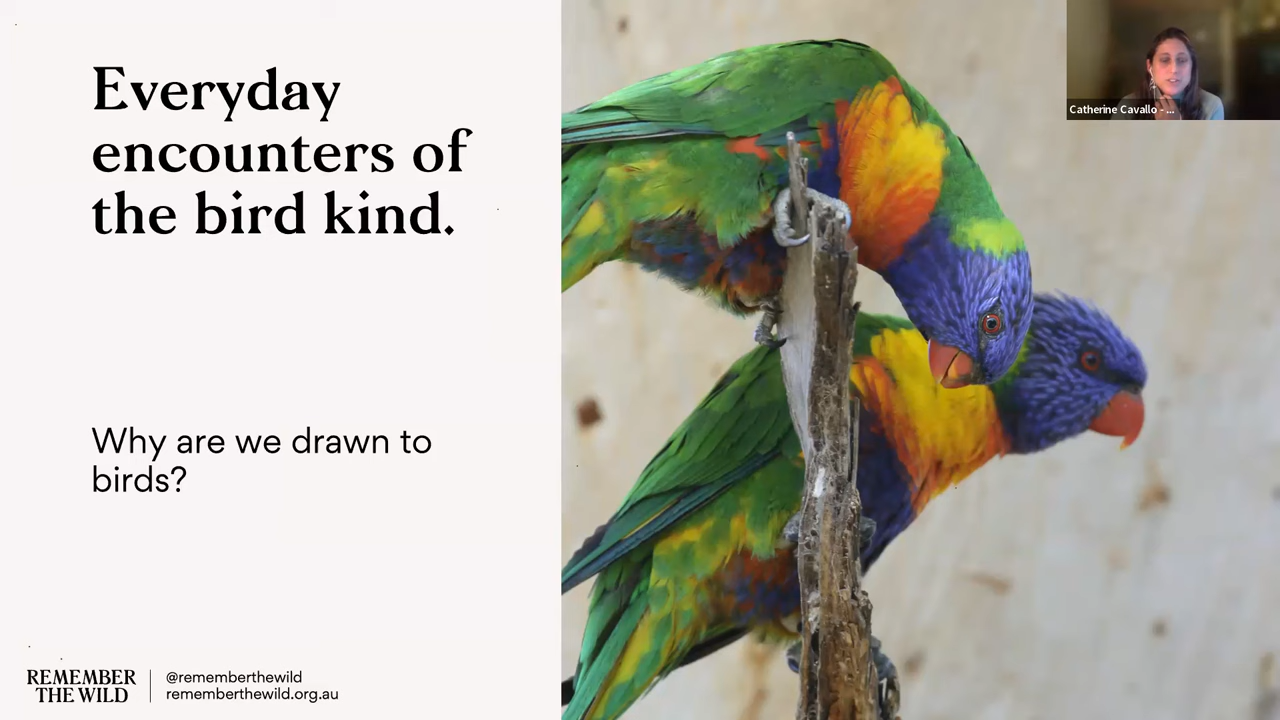 Everyday
encounters of
the bird kind.
Why are we drawn to
birds?
REMEMBER
THE WILD
@rememberthewild
rememberthewild.org.au
Catherine Cavallo - ...